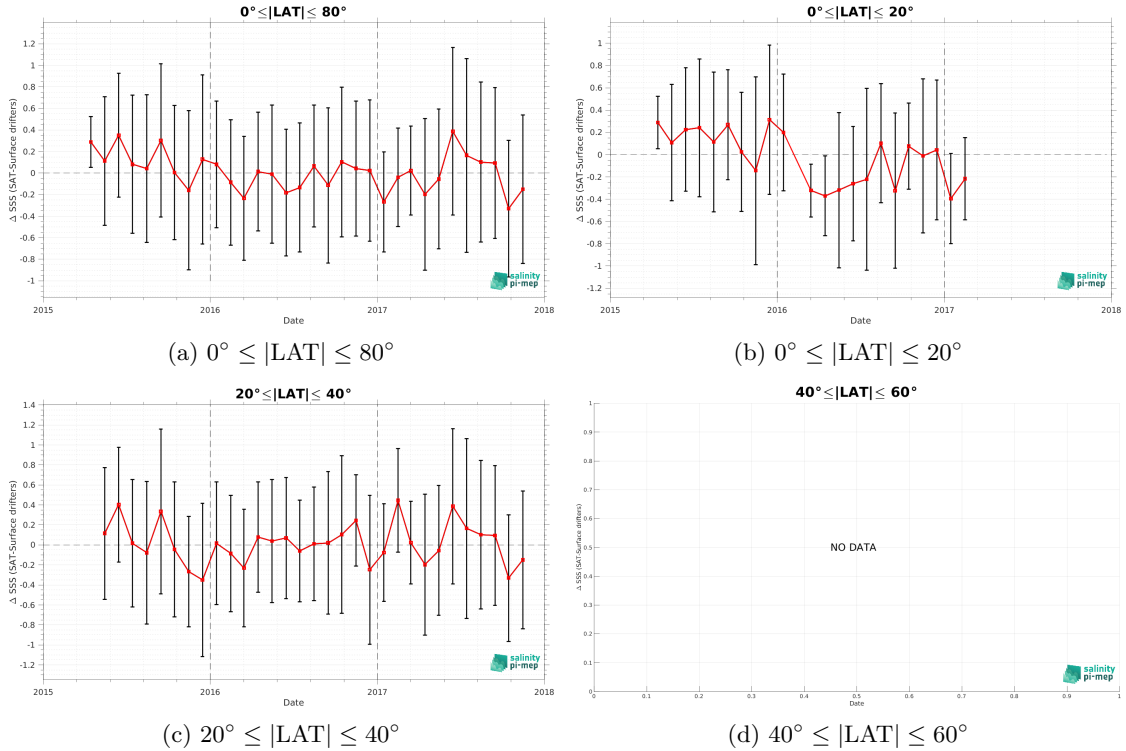 0°≤|LAT|≤ 80°
1.2
1
0.8
0.6
0.4
0.2
0
-0.2
-0.4
-0.6
-0.8
-1
Δ SSS (SAT-Surface drifters)
salinity
pi-mep
2015 2016 2017 2018
Date
(a) 0° ≤ |LAT| ≤ 80°
0°≤|LAT|≤ 20°
1
0.8
0.6
0.4
0.2
0
-0.2
-0.4
-0.6
-0.8
-1
-1.2
Δ SSS (SAT-Surface drifters)
salinity
pi-mep
2015 2016 2017 2018
Date
(b) 0° ≤ |LAT| ≤ 20°
20°≤|LAT|≤ 40°
1.4
1.2
1
0.8
0.6
0.4
0.2
0
-0.2
-0.4
-0.6
-0.8
-1
-1.2
Δ SSS (SAT-Surface drifters)
salinity
pi-mep
2015 2016 2017 2018
Date
(c) 20° ≤ |LAT| ≤ 40°
40°≤|LAT|≤ 60°
1
0.9
0.8
0.7
0.6
0.5
0.4
0.3
0.2
0.1
0
Δ SSS (SAT-Surface drifters)
NO DATA
salinity
pi-mep
0 0.1 0.2 0.3 0.4 0.5 0.6 0.7 0.8 0.9 1
Date
(d) 40° ≤ |LAT| ≤ 60°